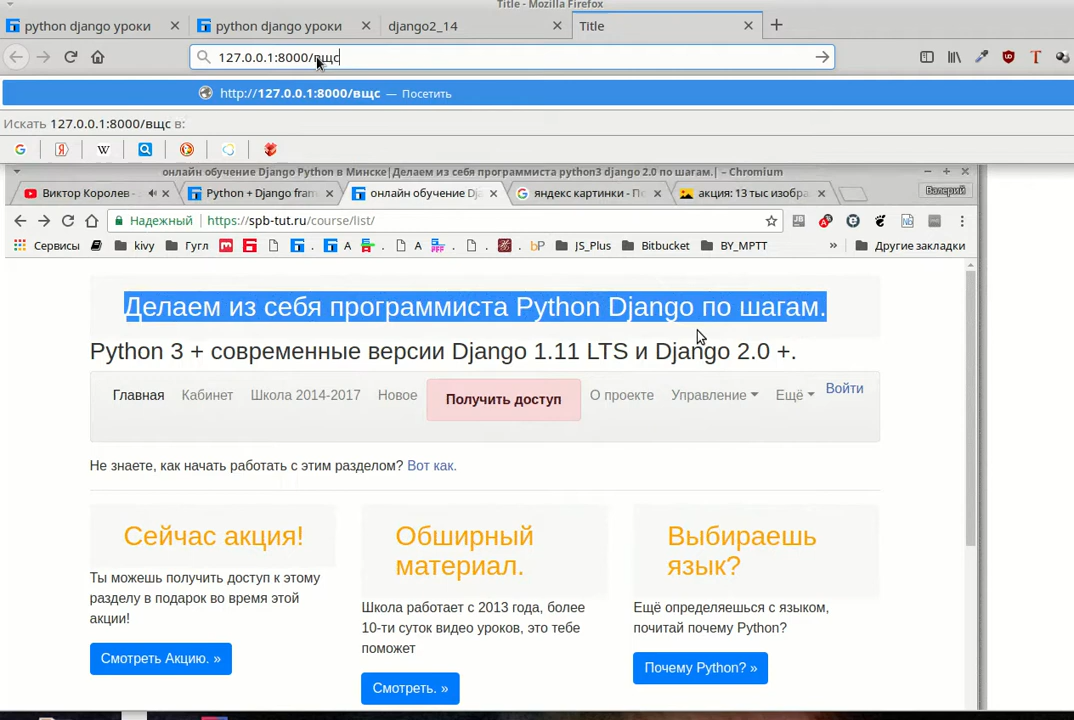 Title - Mozilla Firefox
python django уроки
python django уроки
django2_14
Title
127.0.0.1:8000/вщс
http://127.0.0.1:8000/вщс — Посетить
Искать 127.0.0.1:8000/вщс в:
онлайн обучение Django Python в Минске|Делаем из себя программиста python3 django 2.0 по шагам.| – Chromium
Виктор Королев -
Python + Django fram
онлайн обучение Dj
яндекс картинки - По
акция: 13 тыс изобра
Валерий
Надежный
https://spb-tut.ru/course/list/
Сервисы
kivy
Гугл
A
A
bP
JS_Plus
Bitbucket
BY_MPTT
»
Другие закладки
Делаем из себя программиста Python Django по шагам.
Python 3 + современные версии Django 1.11 LTS и Django 2.0 +.
Главная
Кабинет
Школа 2014-2017
Новое
Получить доступ
О проекте
Управление
Ещё
Войти
Не знаете, как начать работать с этим разделом? Вот как.
Сейчас акция!
Ты можешь получить доступ к этому
разделу в подарок во время этой
акции!
Смотреть Акцию. »
Обширный
материал.
Школа работает с 2013 года, более
10-ти суток видео уроков, это тебе
поможет
Смотреть. »
Выбираешь
язык?
Ещё определяешься с языком,
почитай почему Python?
Почему Python? »